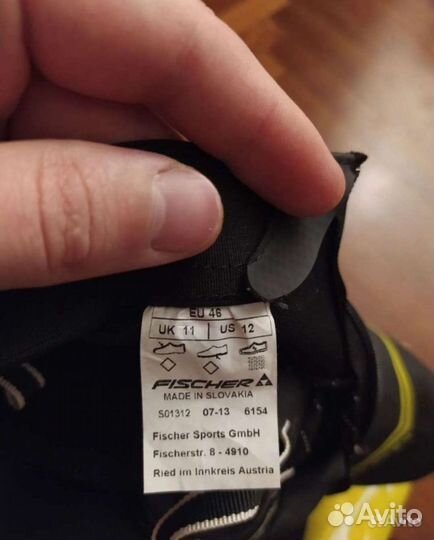 EU 46
UK 11 US 12
FISCHER
MADE IN SLOVAKIA
S01312 07-13 6154
Fischer Sports GmbH
Fischerstr. 8 - 4910
Ried im Innkreis Austria
Avito